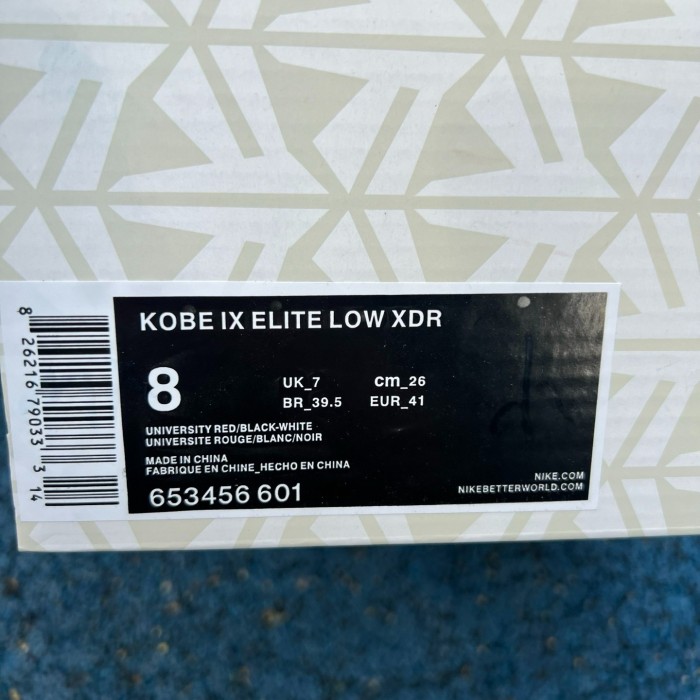 KOBE IX ELITE LOW XDR
8
UK_7 cm_26
BR_39.5 EUR_41
UNIVERSITY RED/BLACK-WHITE
UNIVERSITE ROUGE/BLANC/NOIR
MADE IN CHINA
FABRIQUE EN CHINE_HECHO EN CHINA
653456 601
NIKE.COM
NIKEBETTERWORLD.COM
8 26216 79033 3 14